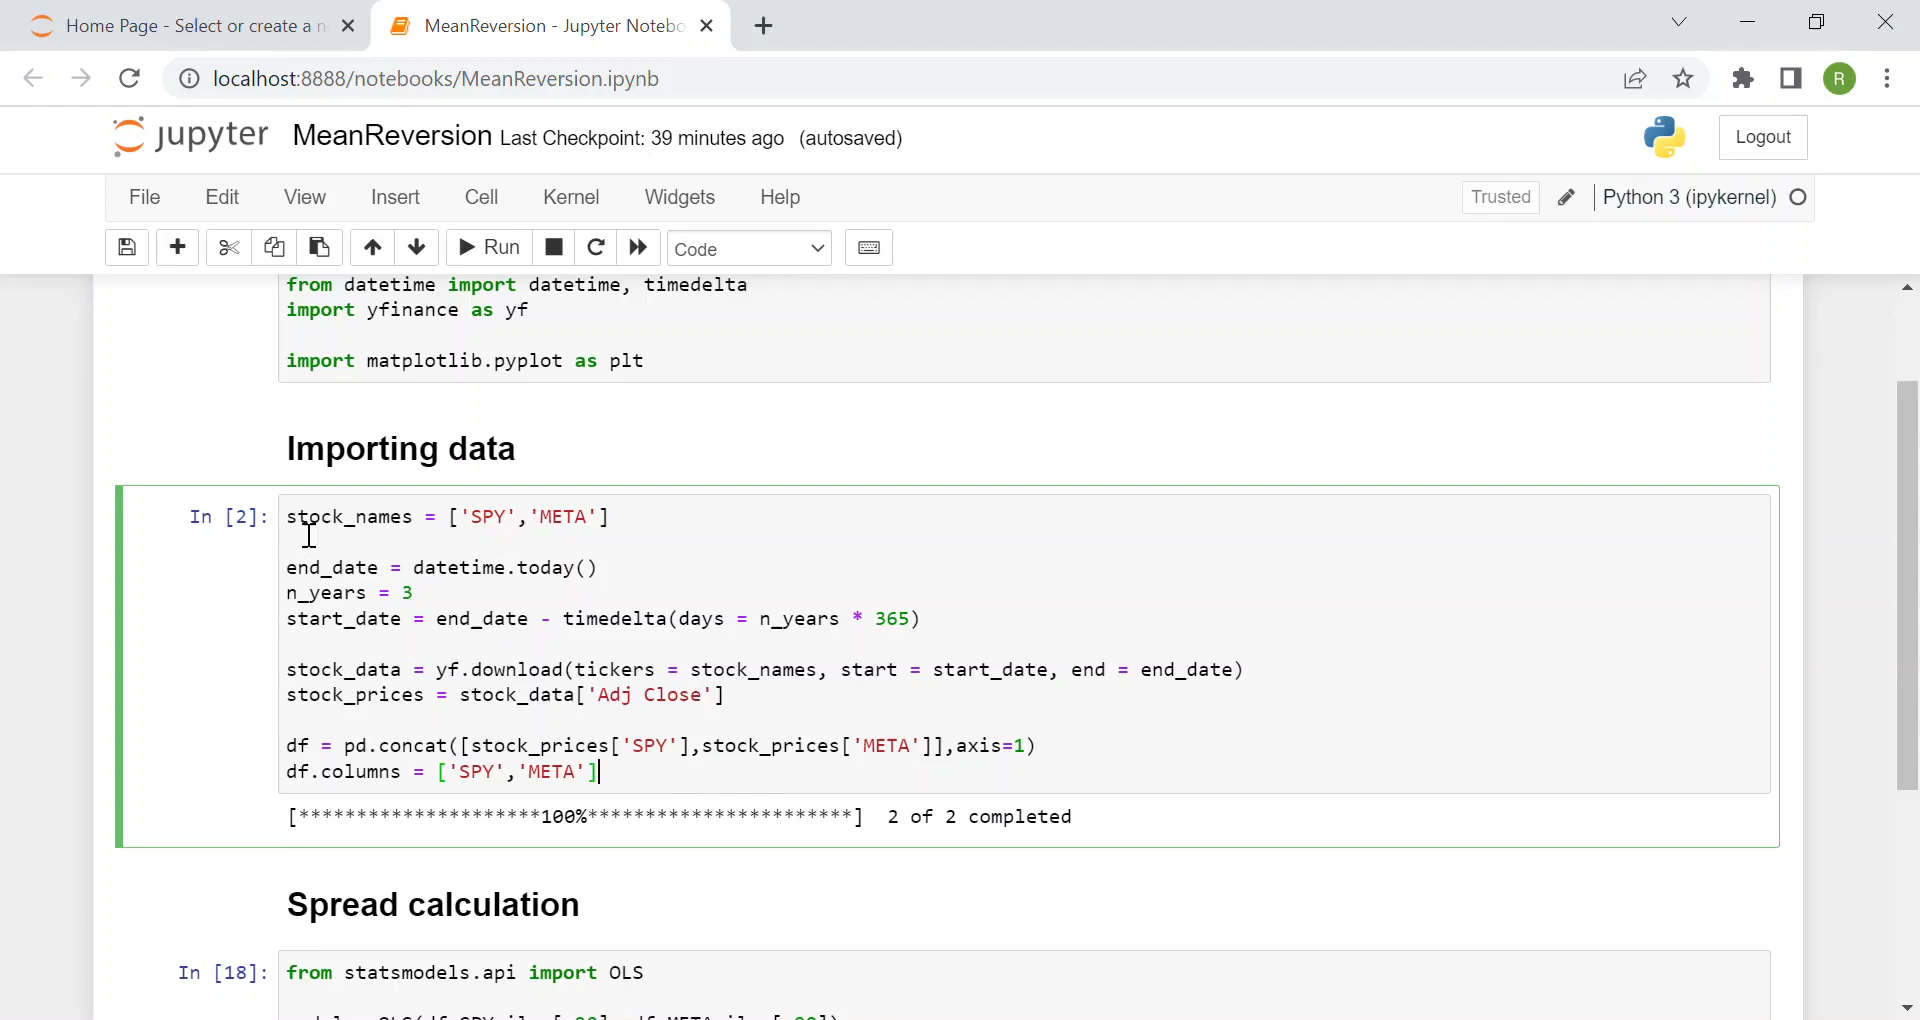 Home Page - Select or create a n
MeanReversion - Jupyter Notebo
localhost:8888/notebooks/MeanReversion.ipynb
R
jupyter MeanReversion Last Checkpoint: 39 minutes ago (autosaved)
Logout
File Edit View Insert Cell Kernel Widgets Help
Trusted Python 3 (ipykernel)
Run Code
from datetime import datetime, timedelta
import yfinance as yf
import matplotlib.pyplot as plt
Importing data
In [2]: stock_names = ['SPY','META']
end_date = datetime.today()
n_years = 3
start_date = end_date - timedelta(days = n_years * 365)
stock_data = yf.download(tickers = stock_names, start = start_date, end = end_date)
stock_prices = stock_data['Adj Close']
df = pd.concat([stock_prices['SPY'],stock_prices['META']],axis=1)
df.columns = ['SPY','META']
[*********************100%***********************] 2 of 2 completed
Spread calculation
In [18]: from statsmodels.api import OLS